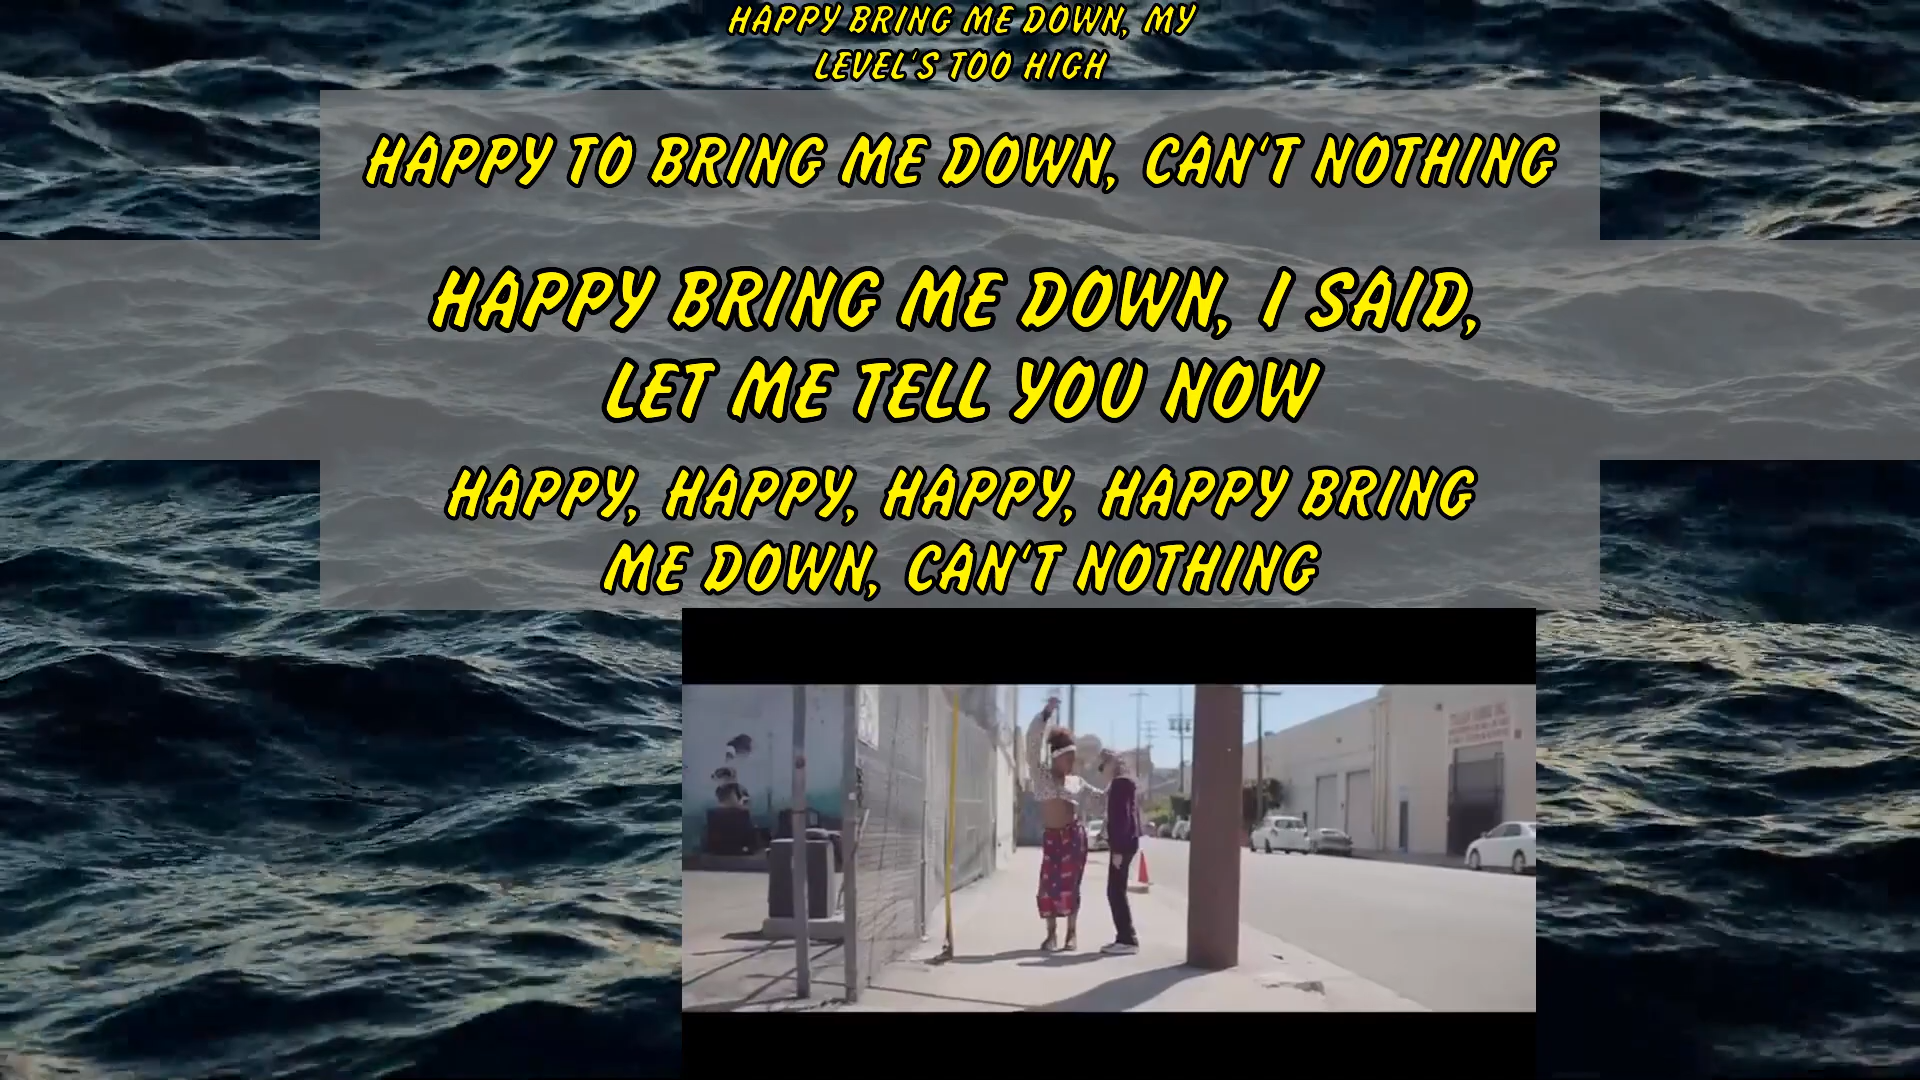 HAPPY BRING ME DOWN, MY
LEVEL'S TOO HIGH
HAPPY TO BRING ME DOWN, CAN'T NOTHING
HAPPY BRING ME DOWN, I SAID,
LET ME TELL YOU NOW
HAPPY, HAPPY, HAPPY, HAPPY BRING
ME DOWN, CAN'T NOTHING